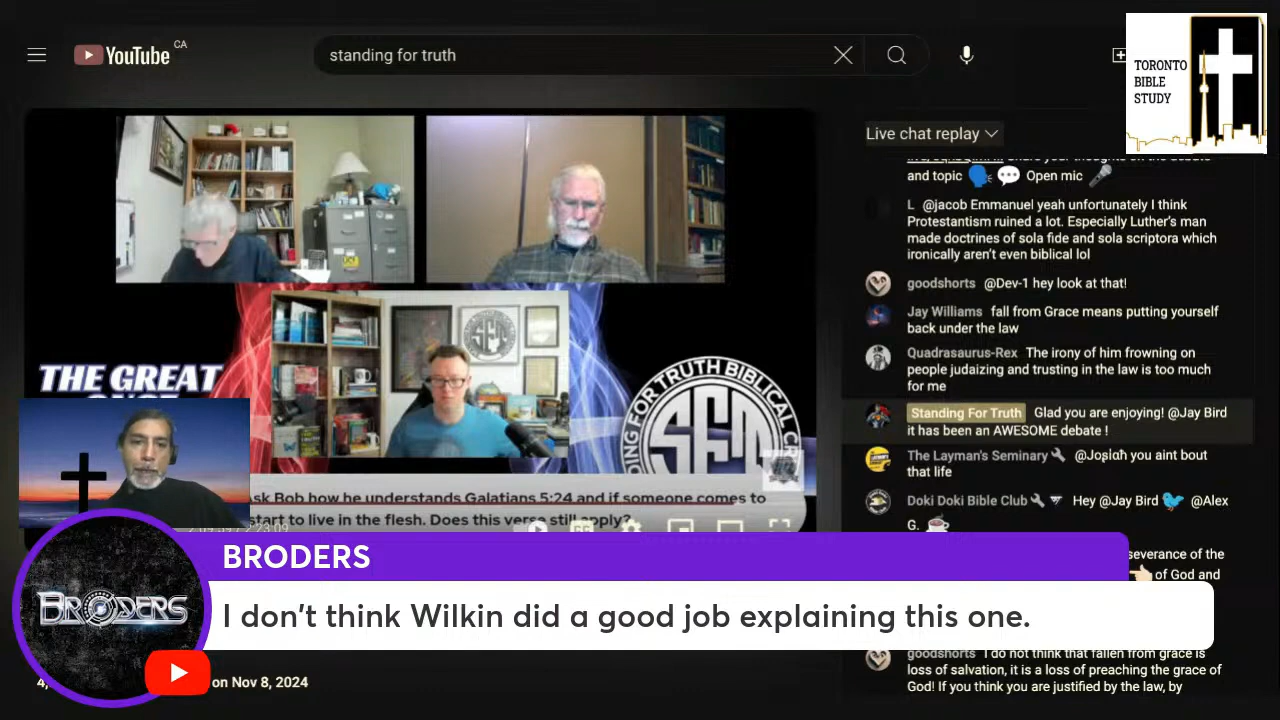 YouTube CA
standing for truth
TORONTO
BIBLE
STUDY
Live chat replay
and topic 🗣️ 💬 Open mic 🎤
L @jacob Emmanuel yeah unfortunately I think
Protestantism ruined a lot. Especially Luther's man
made doctrines of sola fide and sola scriptora which
ironically aren't even biblical lol
goodshorts @Dev-1 hey look at that!
Jay Williams fall from Grace means putting yourself
back under the law
Quadrasaurus-Rex The irony of him frowning on
people judaizing and trusting in the law is too much
for me
Standing For Truth Glad you are enjoying! @Jay Bird
it has been an AWESOME debate !
The Layman's Seminary @Josiah you aint bout
that life
Doki Doki Bible Club Hey @Jay Bird 🐦 @Alex
G. ☕
severance of the
of God and
goodshorts I do not think that fallen from grace is
loss of salvation, it is a loss of preaching the grace of
God! If you think you are justified by the law, by
THE GREAT
STANDING FOR TRUTH BIBLICAL
SFT
sk Bob how he understands Galatians 5:24 and if someone comes to
start to live in the flesh. Does this verse still apply?
BRODERS
BRODERS
I don't think Wilkin did a good job explaining this one.
on Nov 8, 2024